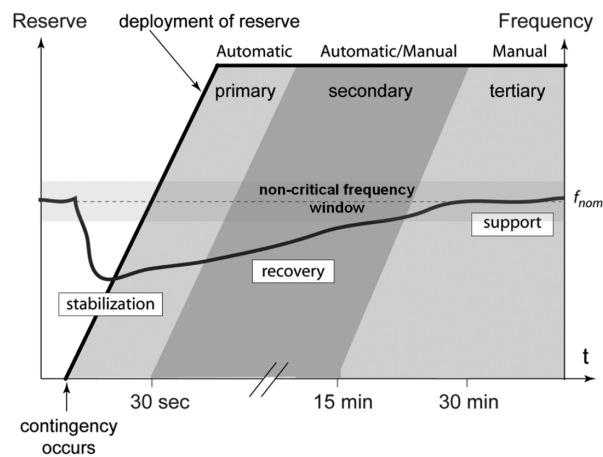 Reserve
deployment of reserve
Frequency
Automatic
Automatic/Manual
Manual
primary
secondary
tertiary
non-critical frequency
window
fnom
support
recovery
stabilization
t
30 sec
15 min
30 min
contingency
occurs